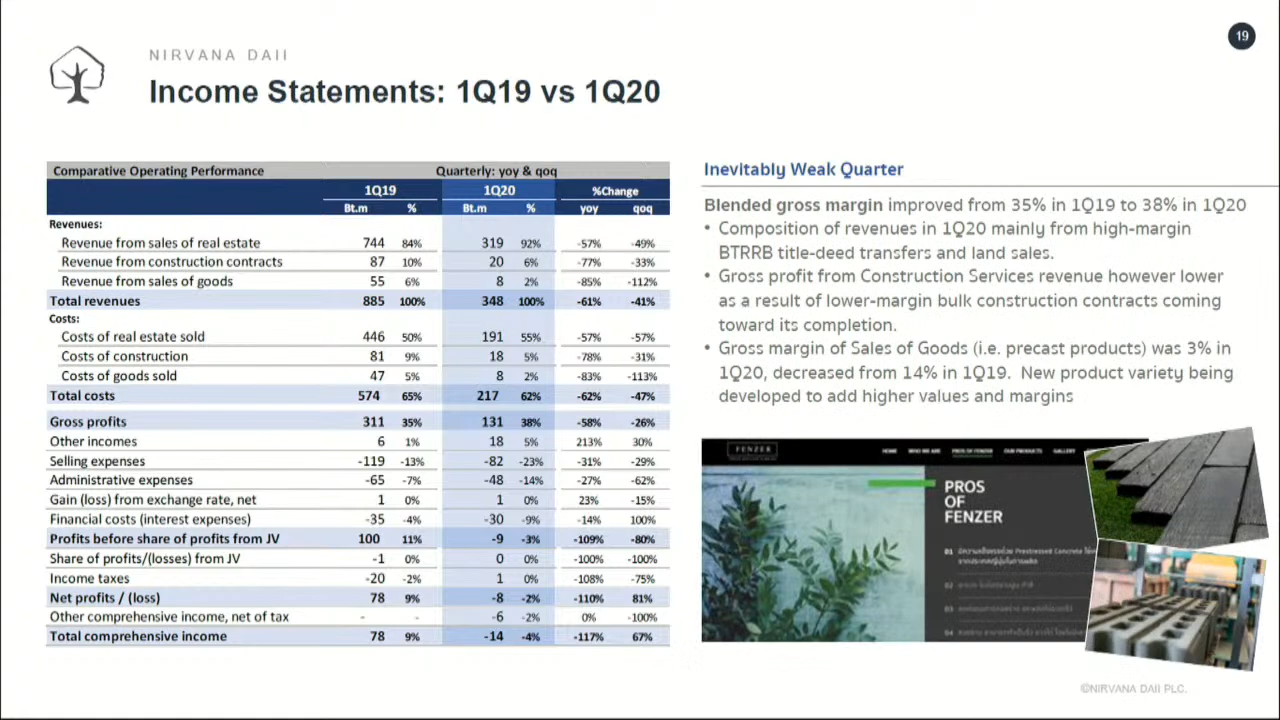 19
NIRVANA DAII
Income Statements: 1Q19 vs 1Q20
Comparative Operating Performance Quarterly: yoy & qoq
1Q19 1Q20 %Change
Bt.m % Bt.m % yoy qoq
Revenues:
Revenue from sales of real estate 744 84% 319 92% -57% -49%
Revenue from construction contracts 87 10% 20 6% -77% -33%
Revenue from sales of goods 55 6% 8 2% -85% -112%
Total revenues 885 100% 348 100% -61% -41%
Costs:
Costs of real estate sold 446 50% 191 55% -57% -57%
Costs of construction 81 9% 18 5% -78% -31%
Costs of goods sold 47 5% 8 2% -83% -113%
Total costs 574 65% 217 62% -62% -47%
Gross profits 311 35% 131 38% -58% -26%
Other incomes 6 1% 18 5% 213% 30%
Selling expenses -119 -13% -82 -23% -31% -29%
Administrative expenses -65 -7% -48 -14% -27% -62%
Gain (loss) from exchange rate, net 1 0% 1 0% 23% -15%
Financial costs (interest expenses) -35 -4% -30 -9% -14% 100%
Profits before share of profits from JV 100 11% -9 -3% -109% -80%
Share of profits/(losses) from JV -1 0% 0 0% -100% -100%
Income taxes -20 -2% 1 0% -108% -75%
Net profits / (loss) 78 9% -8 -2% -110% 81%
Other comprehensive income, net of tax - - -6 -2% 0% -100%
Total comprehensive income 78 9% -14 -4% -117% 67%
Inevitably Weak Quarter
Blended gross margin improved from 35% in 1Q19 to 38% in 1Q20
• Composition of revenues in 1Q20 mainly from high-margin
BTRRB title-deed transfers and land sales.
• Gross profit from Construction Services revenue however lower
as a result of lower-margin bulk construction contracts coming
toward its completion.
• Gross margin of Sales of Goods (i.e. precast products) was 3% in
1Q20, decreased from 14% in 1Q19. New product variety being
developed to add higher values and margins
FENZER
HOME WHO WE ARE PROS OF FENZER OUR PRODUCTS GALLERY
PROS
OF
FENZER
01
02
03
04
©NIRVANA DAII PLC.